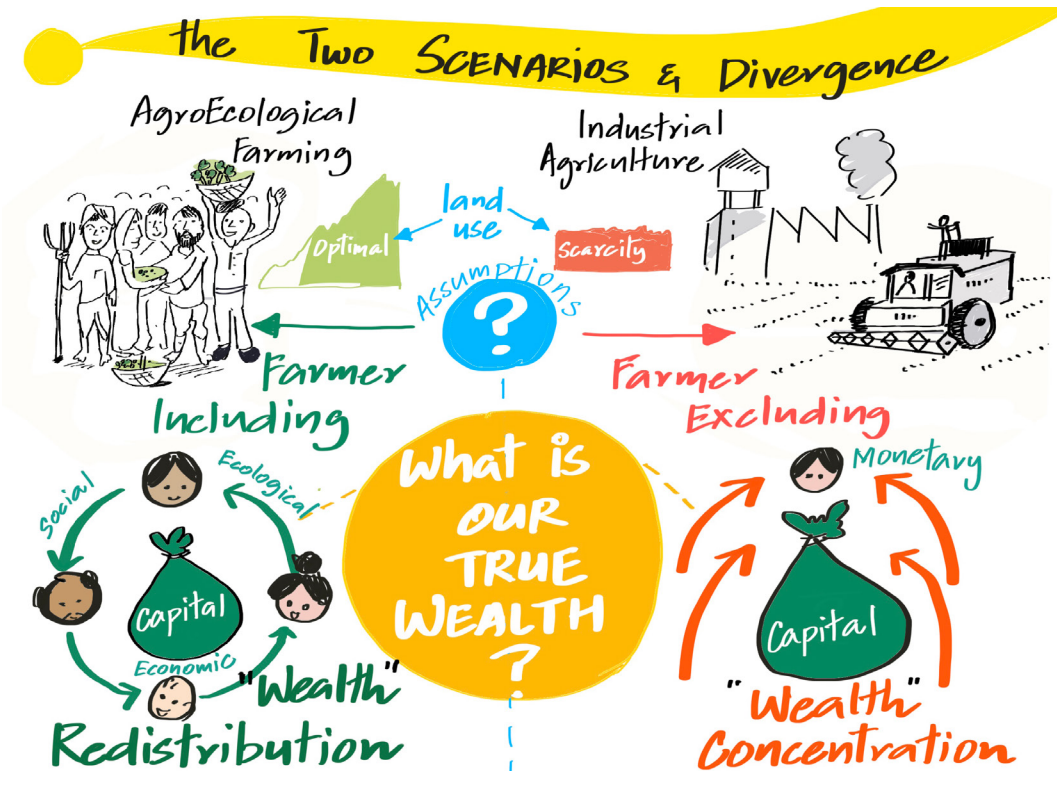 the Two SCENARIOS & Divergence
AgroEcological
Farming
Industrial
Agriculture
land
use
Optimal
Scarcity
Assumptions
?
Farmer
Including
Farmer
Excluding
What is
OUR
TRUE
WEALTH
?
Social
Ecological
Capital
Economic
"Wealth"
Redistribution
Monetary
Capital
"Wealth"
Concentration